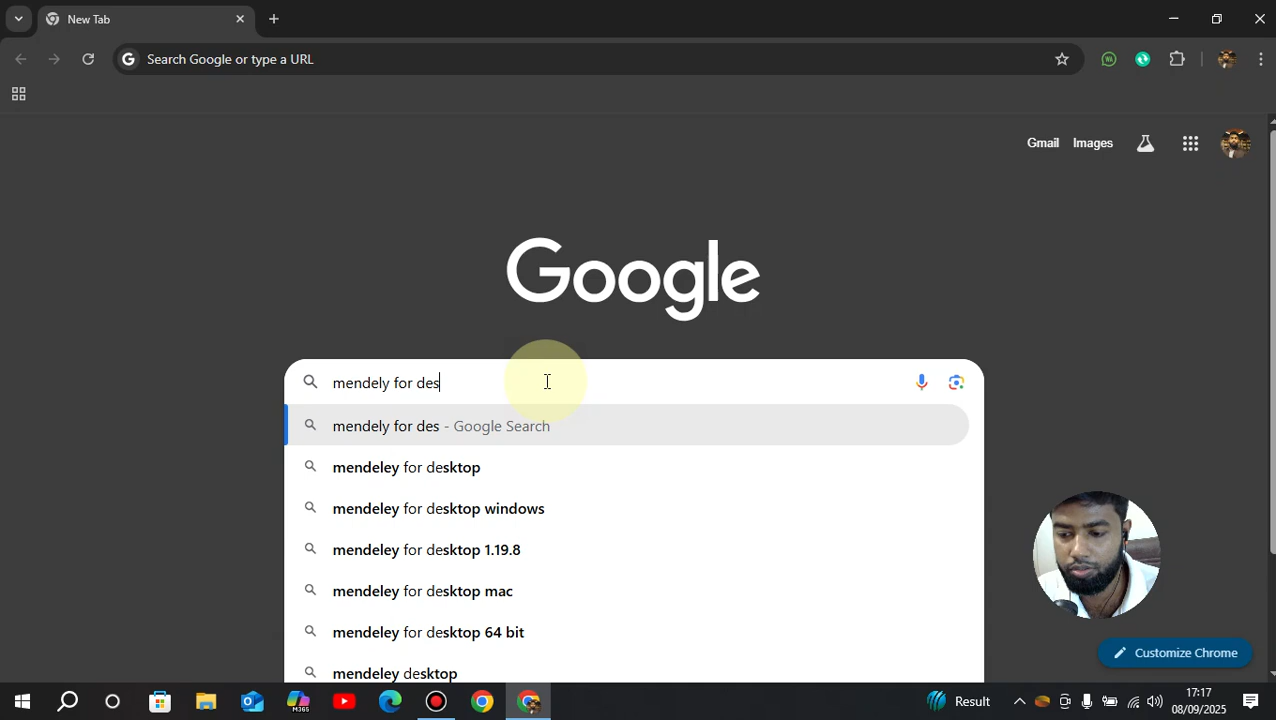 New Tab
Search Google or type a URL
Gmail Images
Google
mendely for des
mendely for des - Google Search
mendeley for desktop
mendeley for desktop windows
mendeley for desktop 1.19.8
mendeley for desktop mac
mendeley for desktop 64 bit
mendeley desktop
Customize Chrome
Result
17:17
08/09/2025